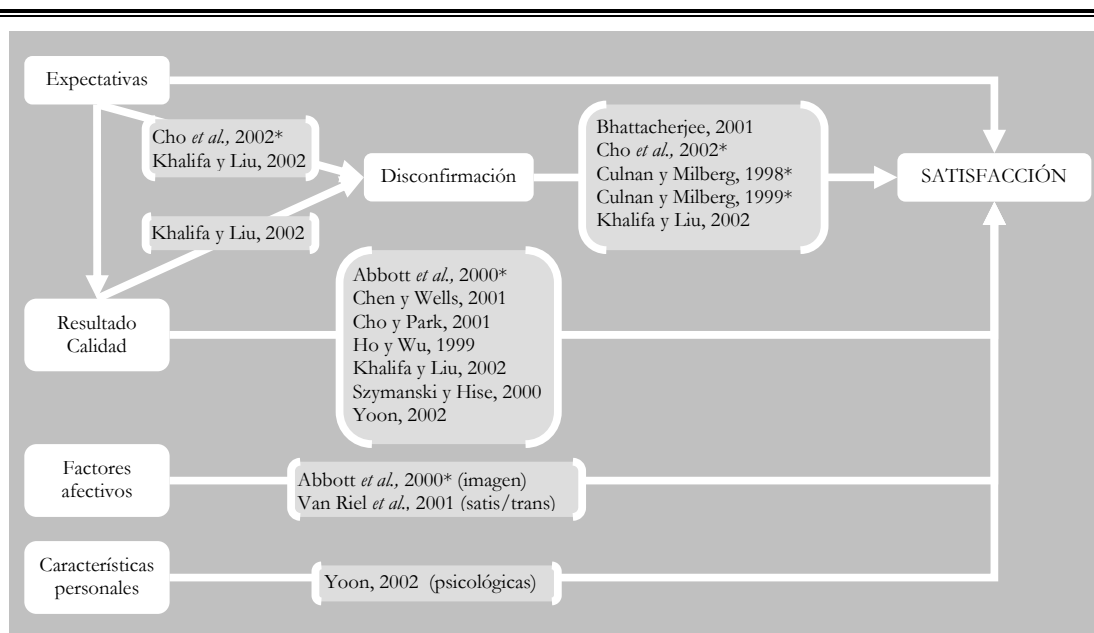 Expectativas
Cho et al., 2002*
Khalifa y Liu, 2002
Khalifa y Liu, 2002
Disconfirmación
Bhattacherjee, 2001
Cho et al., 2002*
Culnan y Milberg, 1998*
Culnan y Milberg, 1999*
Khalifa y Liu, 2002
SATISFACCIÓN
Resultado
Calidad
Abbott et al., 2000*
Chen y Wells, 2001
Cho y Park, 2001
Ho y Wu, 1999
Khalifa y Liu, 2002
Szymanski y Hise, 2000
Yoon, 2002
Factores
afectivos
Abbott et al., 2000* (imagen)
Van Riel et al., 2001 (satis/trans)
Características
personales
Yoon, 2002 (psicológicas)